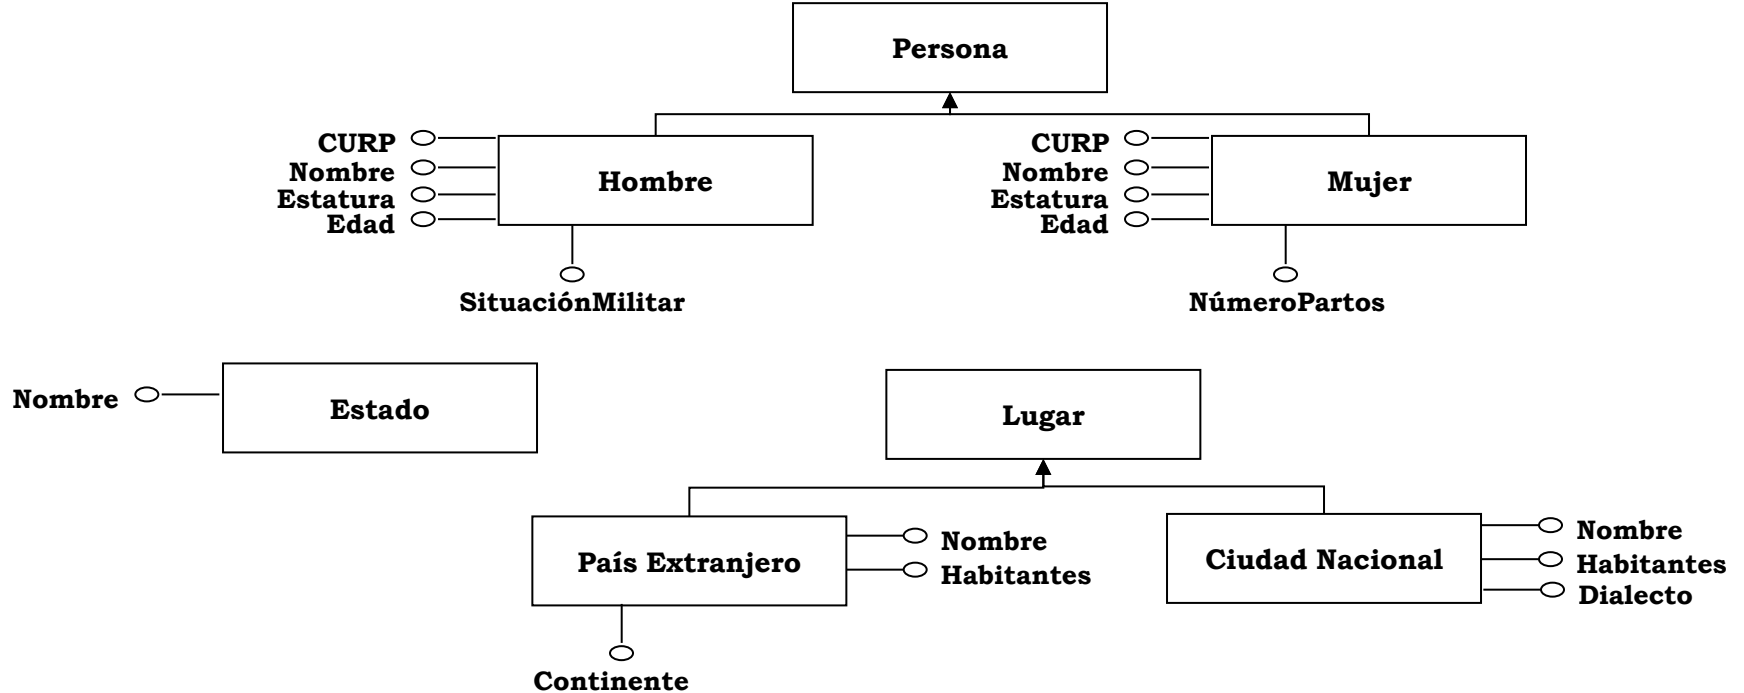 Persona
CURP
Nombre
Estatura
Edad
Hombre
SituaciónMilitar
CURP
Nombre
Estatura
Edad
Mujer
NúmeroPartos
Nombre
Estado
Lugar
País Extranjero
Nombre
Habitantes
Continente
Ciudad Nacional
Nombre
Habitantes
Dialecto